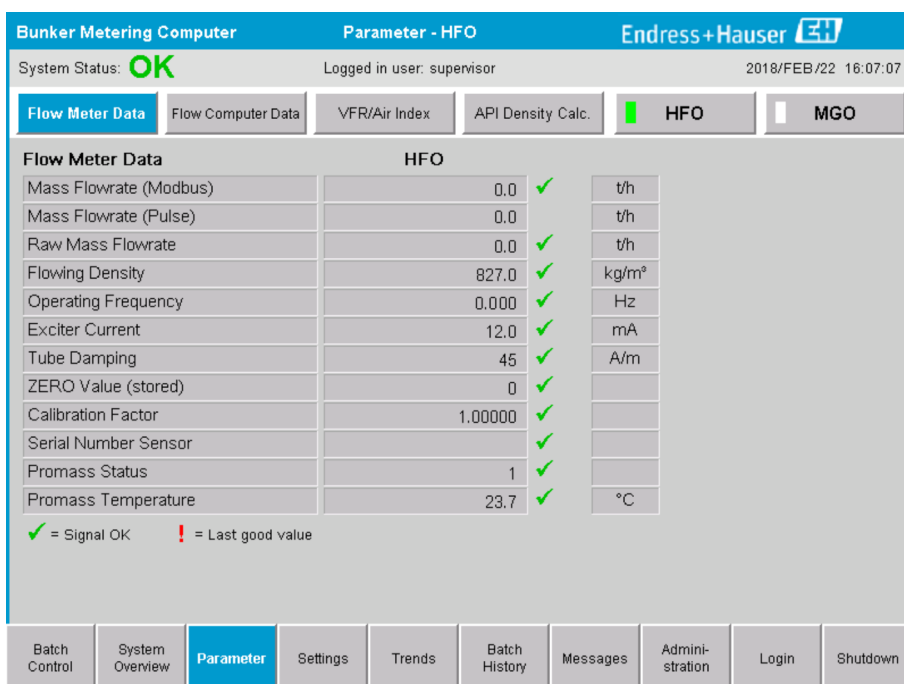 Bunker Metering Computer Parameter - HFO Endress+Hauser EH
System Status: OK Logged in user: supervisor 2018/FEB/22 16:07:07
Flow Meter Data Flow Computer Data VFR/Air Index API Density Calc. HFO MGO
Flow Meter Data HFO
Mass Flowrate (Modbus) 0.0 ✓ t/h
Mass Flowrate (Pulse) 0.0 t/h
Raw Mass Flowrate 0.0 ✓ t/h
Flowing Density 827.0 ✓ kg/m³
Operating Frequency 0.000 ✓ Hz
Exciter Current 12.0 ✓ mA
Tube Damping 45 ✓ A/m
ZERO Value (stored) 0 ✓
Calibration Factor 1.00000 ✓
Serial Number Sensor ✓
Promass Status 1 ✓
Promass Temperature 23.7 ✓ °C
✓ = Signal OK ! = Last good value
Batch Control System Overview Parameter Settings Trends Batch History Messages Admini-stration Login Shutdown